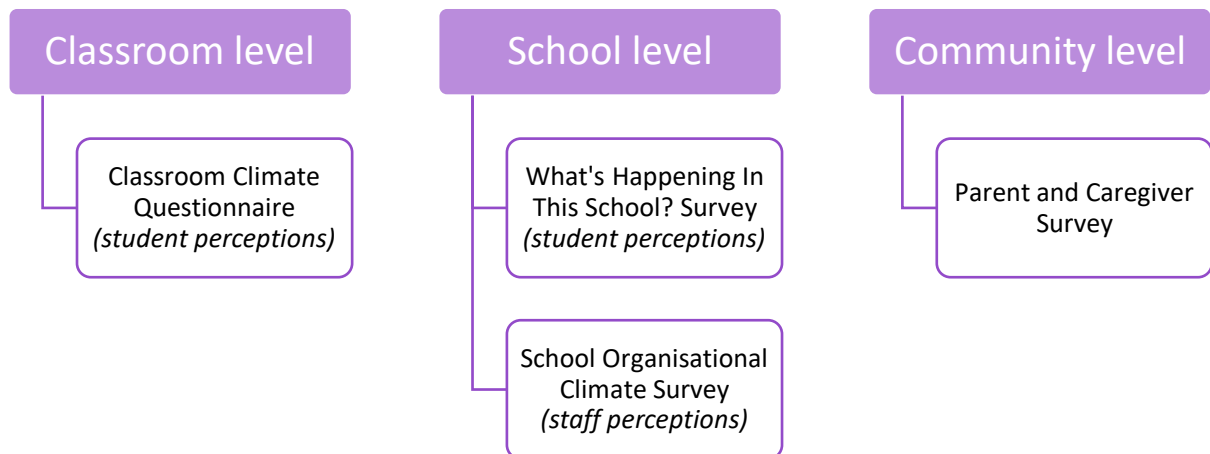 Classroom level
Classroom Climate
Questionnaire
(student perceptions)
School level
What's Happening In
This School? Survey
(student perceptions)
School Organisational
Climate Survey
(staff perceptions)
Community level
Parent and Caregiver
Survey